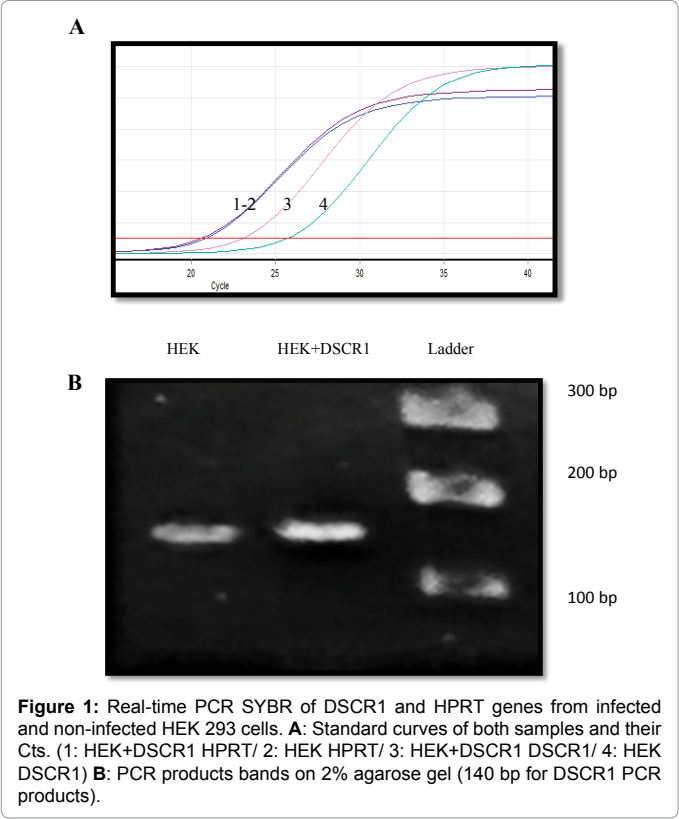 A
1-2 3 4
20 25 30 35 40
Cycle
HEK HEK+DSCR1 Ladder
B
300 bp
200 bp
100 bp
Figure 1: Real-time PCR SYBR of DSCR1 and HPRT genes from infected
and non-infected HEK 293 cells. A: Standard curves of both samples and their
Cts. (1: HEK+DSCR1 HPRT/ 2: HEK HPRT/ 3: HEK+DSCR1 DSCR1/ 4: HEK
DSCR1) B: PCR products bands on 2% agarose gel (140 bp for DSCR1 PCR
products).